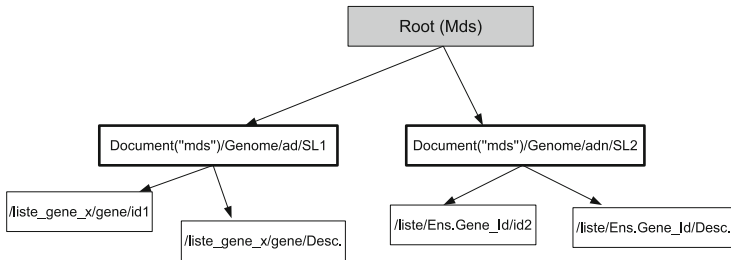 Root (Mds)
Document("mds")/Genome/ad/SL1
Document("mds")/Genome/adn/SL2
/liste_gene_x/gene/id1
/liste_gene_x/gene/Desc.
/liste/Ens.Gene_Id/id2
/liste/Ens.Gene_Id/Desc.